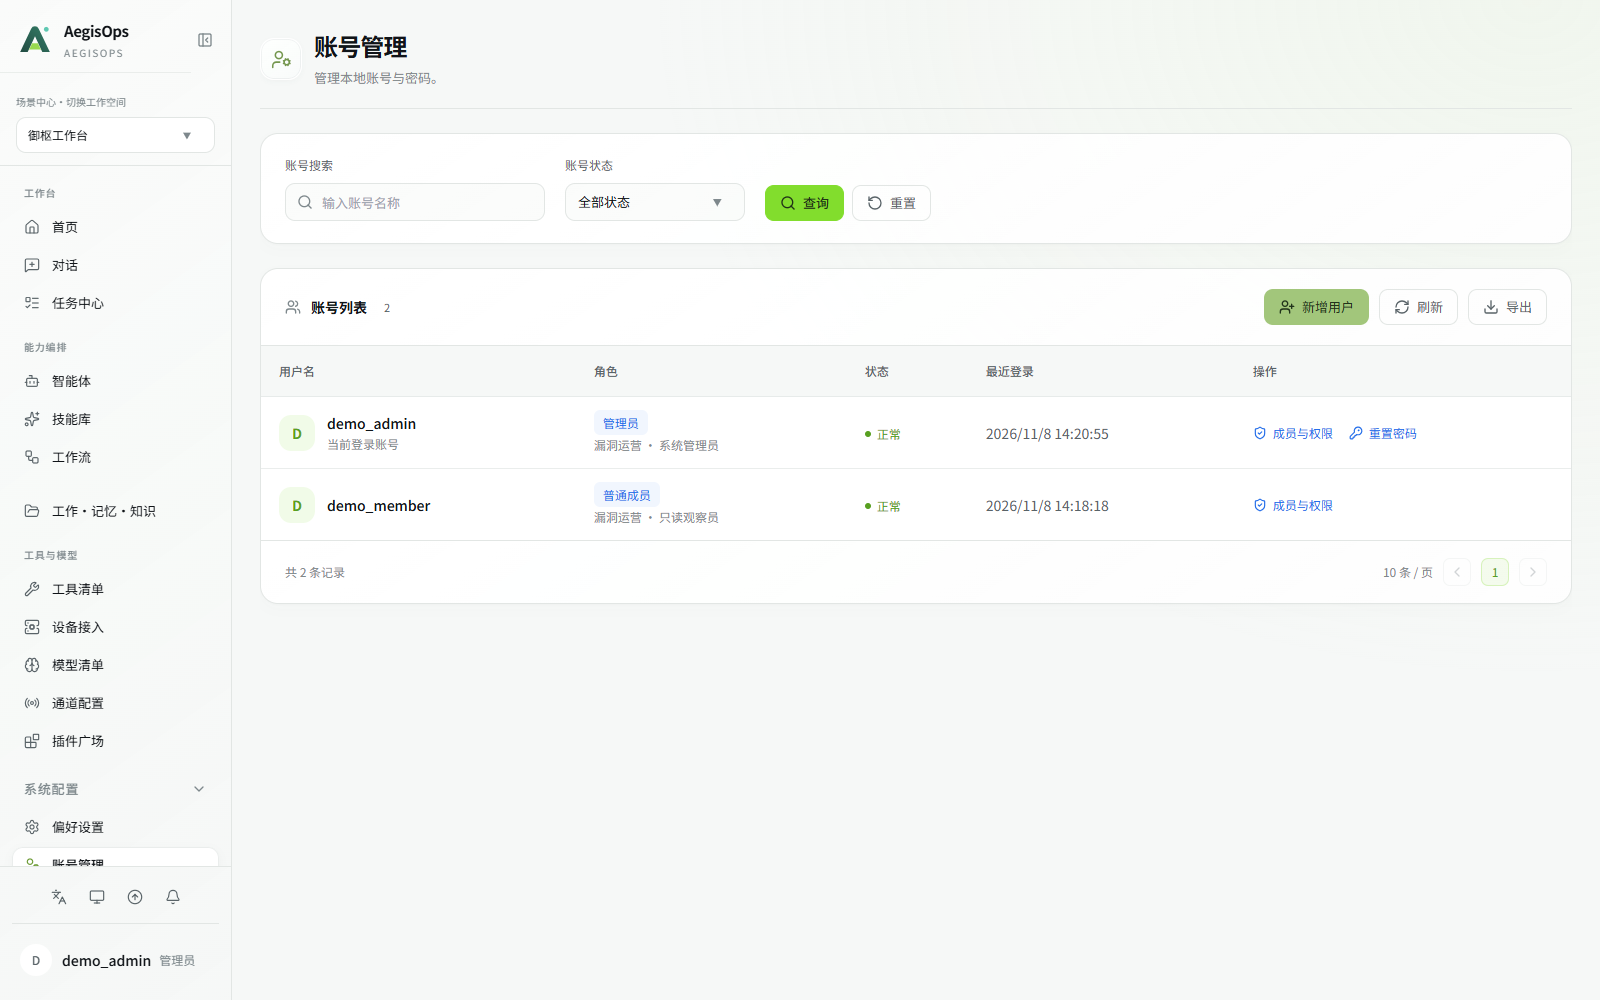 AegisOps
AEGISOPS
场景中心・切换工作空间
御枢工作台
工作台
首页
对话
任务中心
能力编排
智能体
技能库
工作流
工作・记忆・知识
工具与模型
工具清单
设备接入
模型清单
通道配置
插件广场
系统配置
偏好设置
账号管理
D demo_admin 管理员
账号管理
管理本地账号与密码。
账号搜索 账号状态
输入账号名称 全部状态 查询 重置
账号列表 2 新增用户 刷新 导出
用户名 角色 状态 最近登录 操作
D demo_admin 当前登录账号 管理员 漏洞运营 · 系统管理员 正常 2026/11/8 14:20:55 成员与权限 重置密码
D demo_member 普通成员 漏洞运营 · 只读观察员 正常 2026/11/8 14:18:18 成员与权限
共 2 条记录 10 条 / 页 1